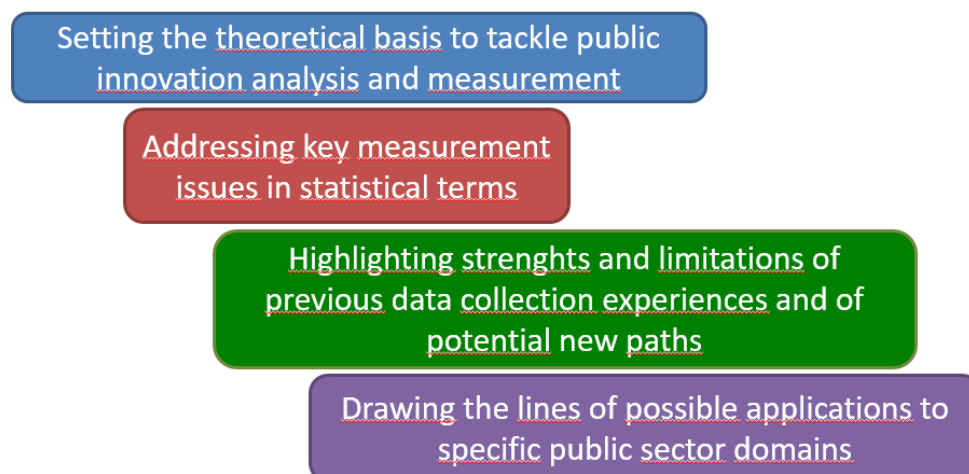 Setting the theoretical basis to tackle public
innovation analysis and measurement
Addressing key measurement
issues in statistical terms
Highlighting strenghts and limitations of
previous data collection experiences and of
potential new paths
Drawing the lines of possible applications to
specific public sector domains